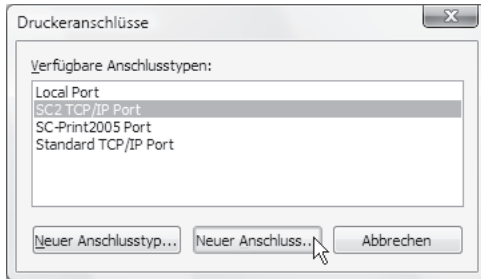 Druckeranschlüsse
Verfügbare Anschlusstypen:
Local Port
SC2 TCP/IP Port
SC-Print2005 Port
Standard TCP/IP Port
Neuer Anschlusstyp... Neuer Anschluss... Abbrechen